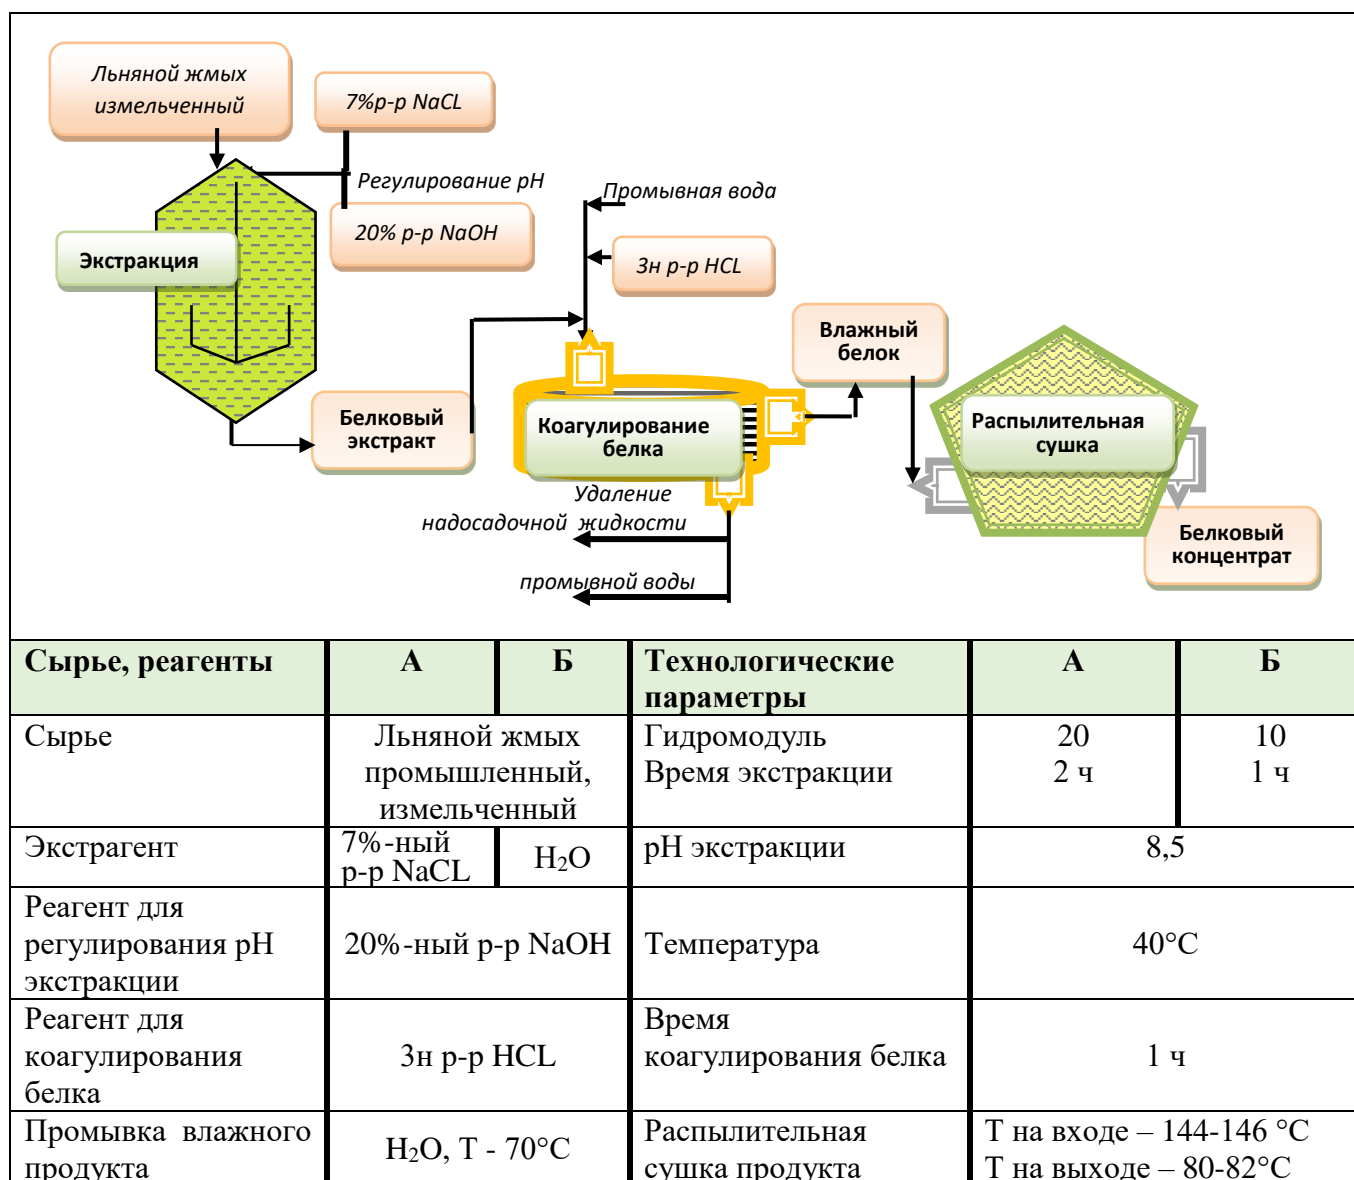 Льняной жмых
измельченный
7%р-р NaCL
Регулирование рН
20% р-р NaOH
Экстракция
Промывная вода
3н р-р HCL
Белковый
экстракт
Коагулирование
белка
Влажный
белок
Распылительная
сушка
Удаление
надосадочной жидкости
промывной воды
Белковый
концентрат
Сырье, реагенты
А
Б
Технологические
параметры
А
Б
Сырье
Льняной жмых
промышленный,
измельченный
Гидромодуль
20
10
Время экстракции
2 ч
1 ч
Экстрагент
7%-ный
р-р NaCL
H₂O
рН экстракции
8,5
Реагент для
регулирования рН
экстракции
20%-ный р-р NaOH
Температура
40°С
Реагент для
коагулирования
белка
3н р-р HCL
Время
коагулирования белка
1 ч
Промывка влажного
продукта
H₂O, Т - 70°С
Распылительная
сушка продукта
Т на входе – 144-146 °С
Т на выходе – 80-82°С